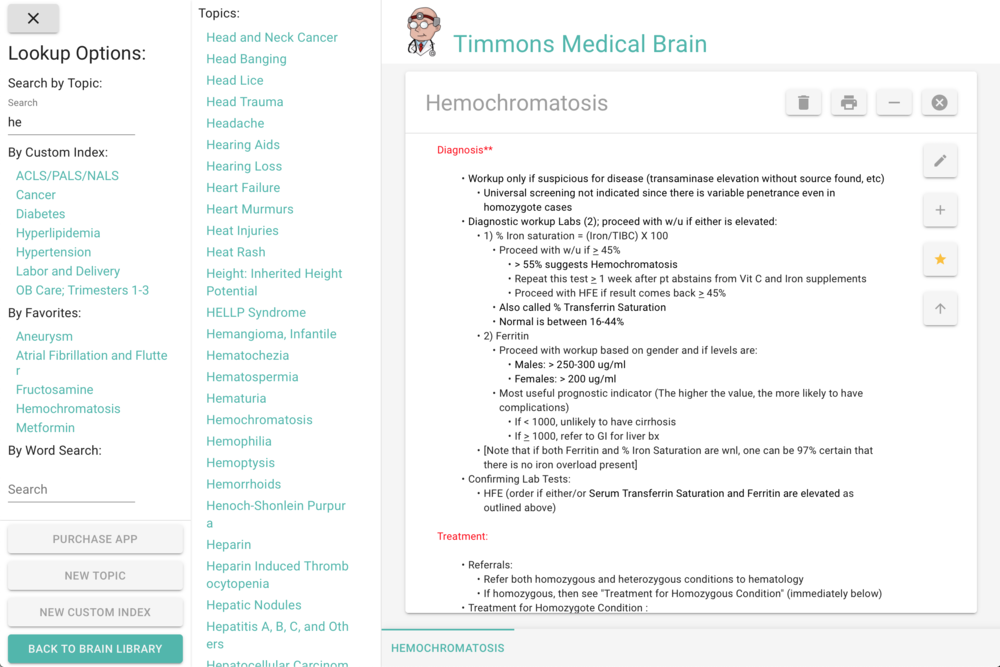 Lookup Options:
Search by Topic:
Search
he
By Custom Index:
ACLS/PALS/NALS
Cancer
Diabetes
Hyperlipidemia
Hypertension
Labor and Delivery
OB Care; Trimesters 1-3
By Favorites:
Aneurysm
Atrial Fibrillation and Flutte
r
Fructosamine
Hemochromatosis
Metformin
By Word Search:
Search
PURCHASE APP
NEW TOPIC
NEW CUSTOM INDEX
BACK TO BRAIN LIBRARY
Topics:
Head and Neck Cancer
Head Banging
Head Lice
Head Trauma
Headache
Hearing Aids
Hearing Loss
Heart Failure
Heart Murmurs
Heat Injuries
Heat Rash
Height: Inherited Height
Potential
HELLP Syndrome
Hemangioma, Infantile
Hematochezia
Hematospermia
Hematuria
Hemochromatosis
Hemophilia
Hemoptysis
Hemorrhoids
Henoch-Shonlein Purpur
a
Heparin
Heparin Induced Thromb
ocytopenia
Hepatic Nodules
Hepatitis A, B, C, and Oth
ers
Hepatocellular Carcinom
Timmons Medical Brain
Hemochromatosis
Diagnosis**
• Workup only if suspicious for disease (transaminase elevation without source found, etc)
• Universal screening not indicated since there is variable penetrance even in
homozygote cases
• Diagnostic workup Labs (2); proceed with w/u if either is elevated:
• 1) % Iron saturation = (Iron/TIBC) X 100
• Proceed with w/u if > 45%
• > 55% suggests Hemochromatosis
• Repeat this test > 1 week after pt abstains from Vit C and Iron supplements
• Proceed with HFE if result comes back > 45%
• Also called % Transferrin Saturation
• Normal is between 16-44%
• 2) Ferritin
• Proceed with workup based on gender and if levels are:
• Males: > 250-300 ug/ml
• Females: > 200 ug/ml
• Most useful prognostic indicator (The higher the value, the more likely to have
complications)
• If < 1000, unlikely to have cirrhosis
• If > 1000, refer to GI for liver bx
• [Note that if both Ferritin and % Iron Saturation are wnl, one can be 97% certain that
there is no iron overload present]
• Confirming Lab Tests:
• HFE (order if either/or Serum Transferrin Saturation and Ferritin are elevated as
outlined above)
Treatment:
• Referrals:
• Refer both homozygous and heterozygous conditions to hematology
• If homozygous, then see "Treatment for Homozygous Condition" (immediately below)
• Treatment for Homozygote Condition :
HEMOCHROMATOSIS